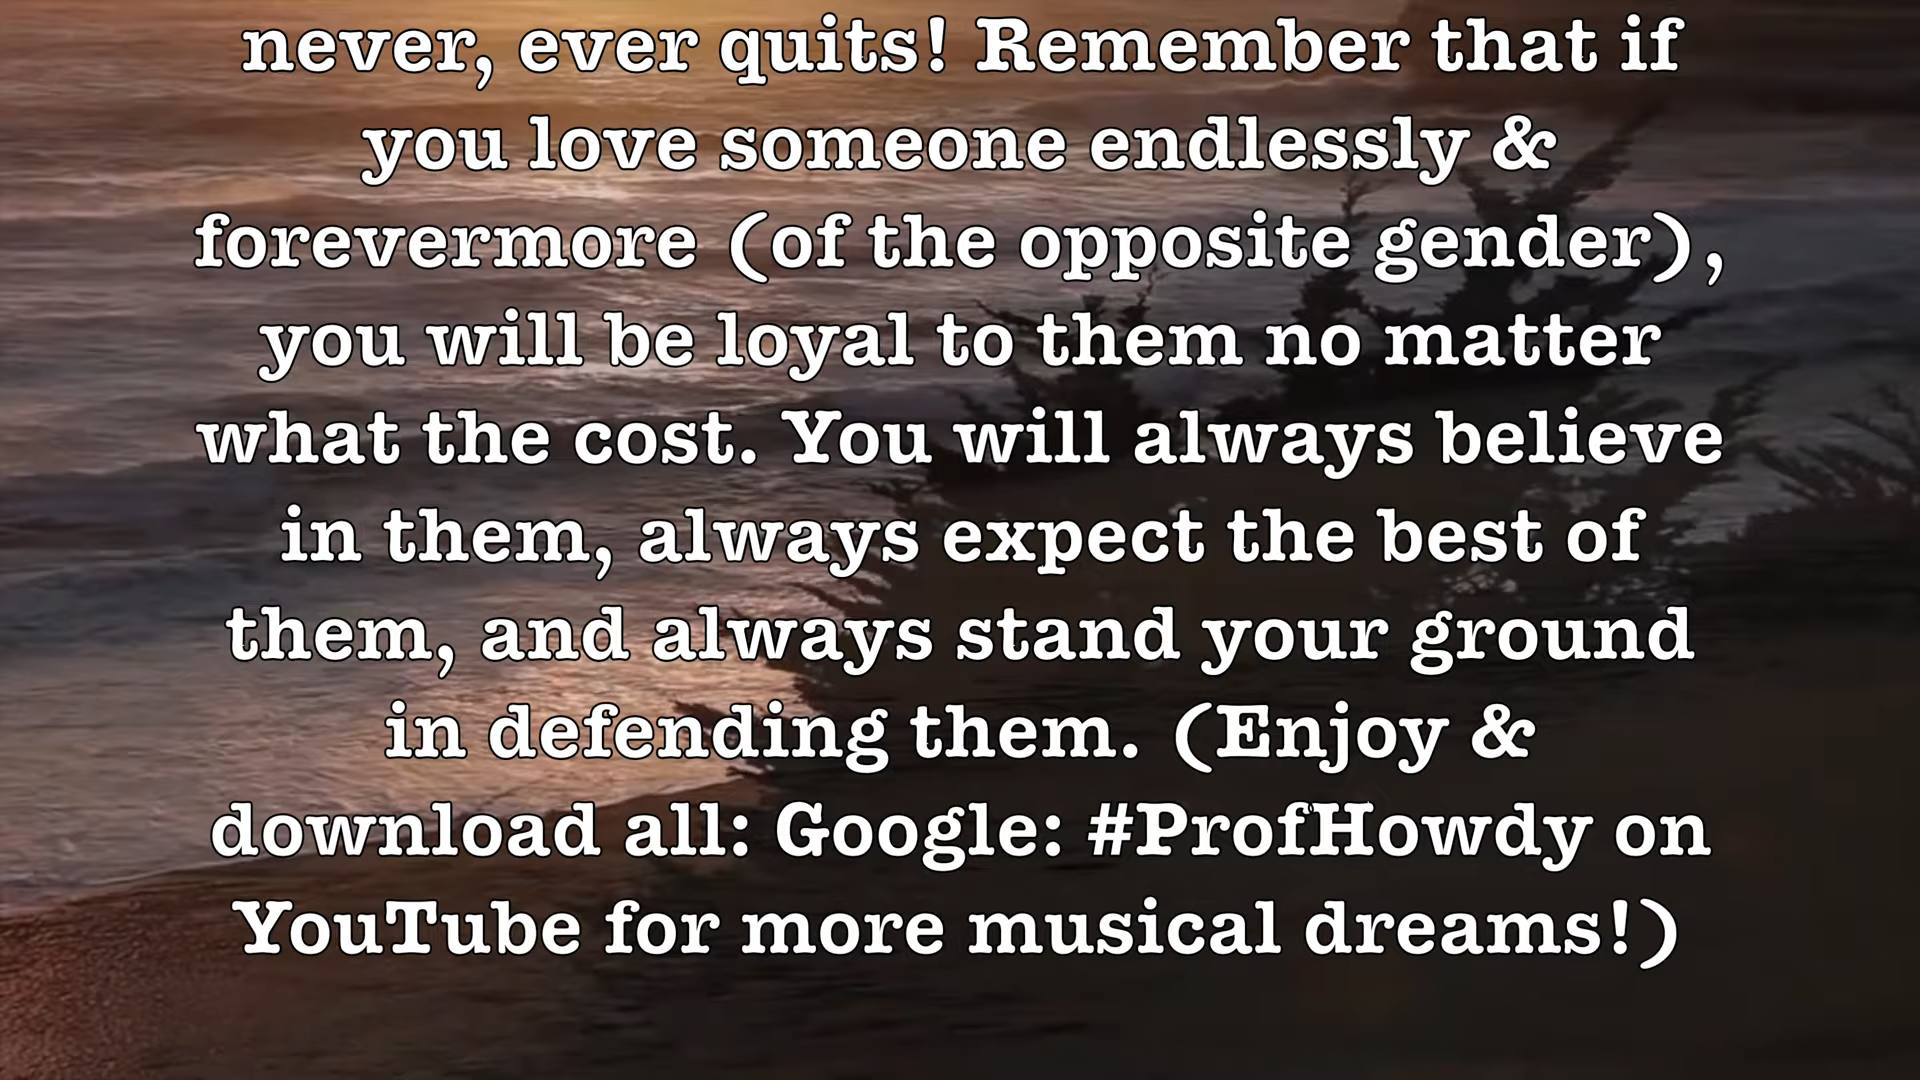 never, ever quits! Remember that if
you love someone endlessly &
forevermore (of the opposite gender),
you will be loyal to them no matter
what the cost. You will always believe
in them, always expect the best of
them, and always stand your ground
in defending them. (Enjoy &
download all: Google: #ProfHowdy on
YouTube for more musical dreams!)